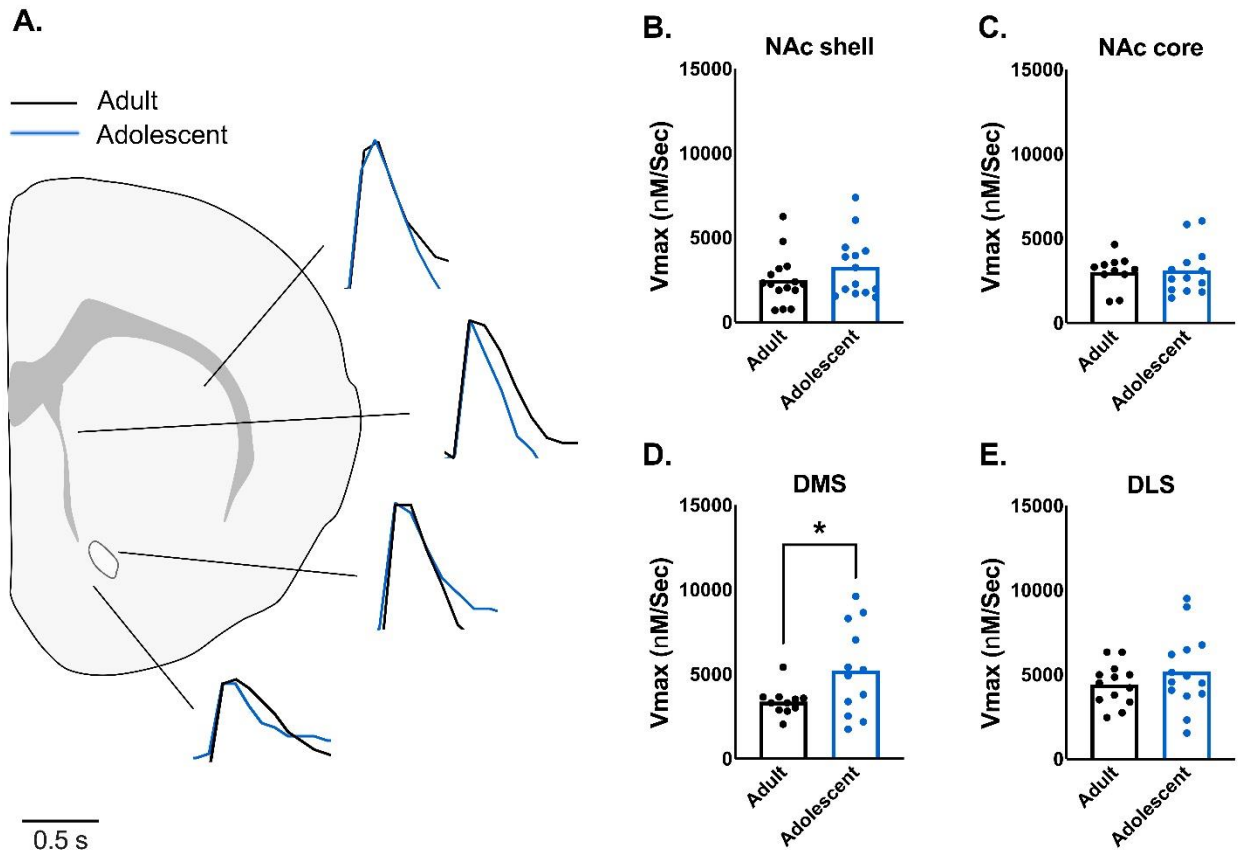 A.
Adult
Adolescent
0.5 s
B.
NAc shell
Vmax (nM/Sec)
15000
10000
5000
0
Adult
Adolescent
C.
NAc core
Vmax (nM/Sec)
15000
10000
5000
0
Adult
Adolescent
D.
DMS
Vmax (nM/Sec)
15000
10000
5000
0
*
Adult
Adolescent
E.
DLS
Vmax (nM/Sec)
15000
10000
5000
0
Adult
Adolescent